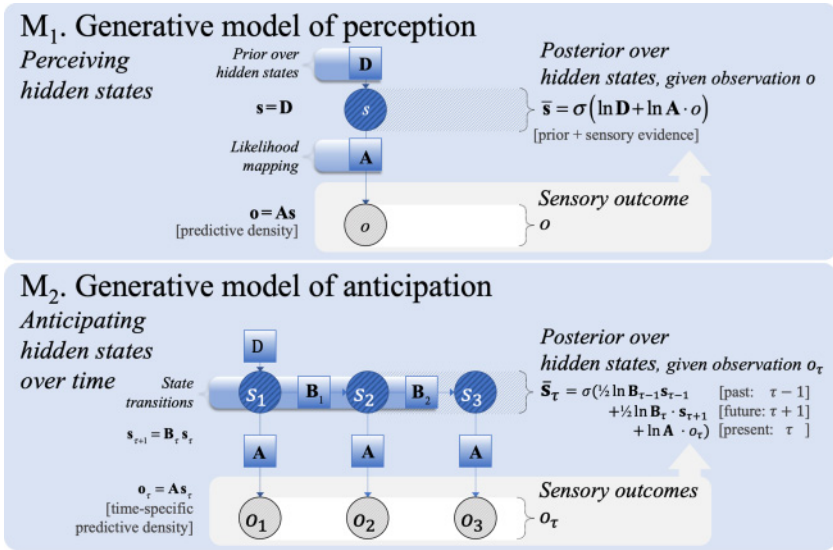 M₁. Generative model of perception
Perceiving
hidden states
Prior over
hidden states
D
s = D
s
Likelihood
mapping
A
o = As
[predictive density]
o
Posterior over
hidden states, given observation o
s̄ = σ(ln D + ln A · o)
[prior + sensory evidence]
Sensory outcome
o
M₂. Generative model of anticipation
Anticipating
hidden states
over time
D
State
transitions
s₁ B₁ s₂ B₂ s₃
s_τ+1 = B_τ s_τ
A A A
o_τ = As_τ
[time-specific
predictive density]
o₁ o₂ o₃
Posterior over
hidden states, given observation o_τ
s̄_τ = σ(½ ln B_τ−1 s_τ−1 [past: τ − 1]
+½ ln B_τ · s_τ+1 [future: τ + 1]
+ ln A · o_τ) [present: τ ]
Sensory outcomes
o_τ